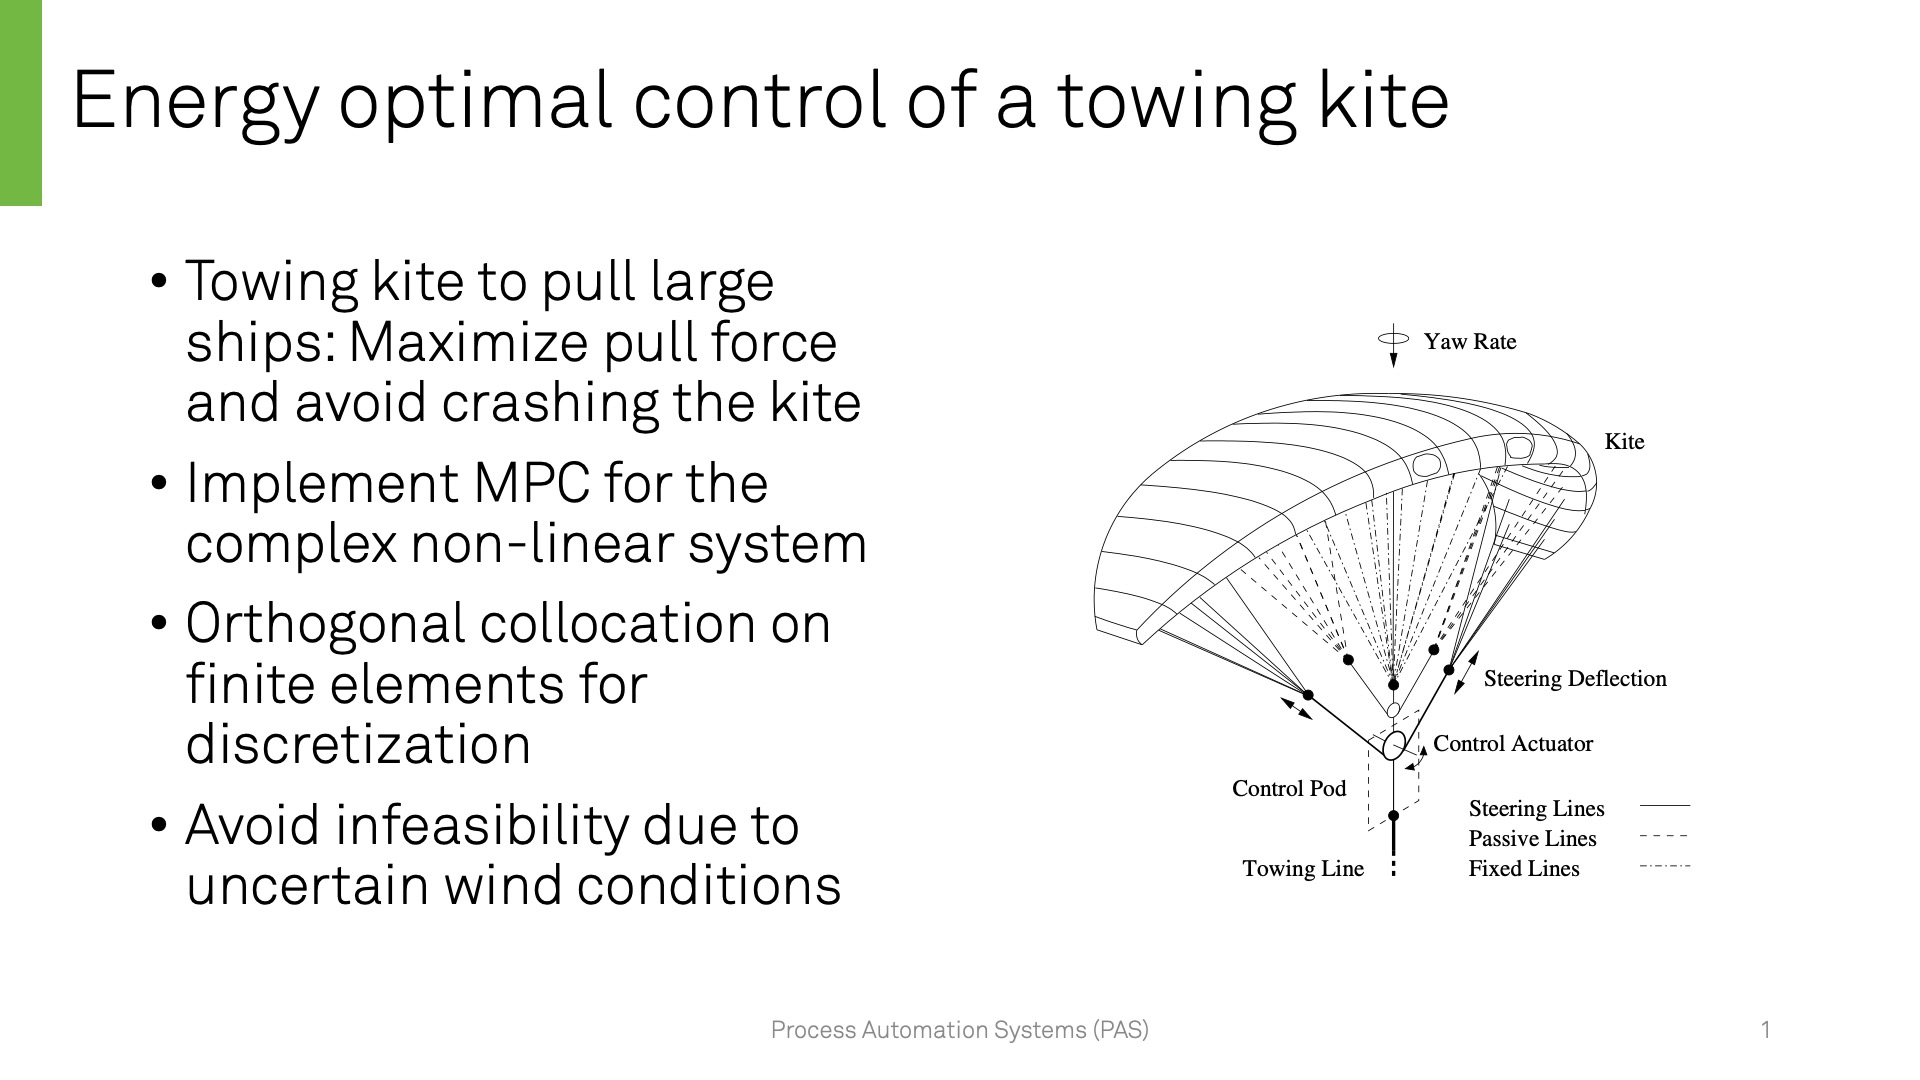 Energy optimal control of a towing kite
• Towing kite to pull large
ships: Maximize pull force
and avoid crashing the kite
• Implement MPC for the
complex non-linear system
• Orthogonal collocation on
finite elements for
discretization
• Avoid infeasibility due to
uncertain wind conditions
Yaw Rate
Kite
Steering Deflection
Control Actuator
Control Pod
Steering Lines
Passive Lines
Towing Line
Fixed Lines
Process Automation Systems (PAS)
1